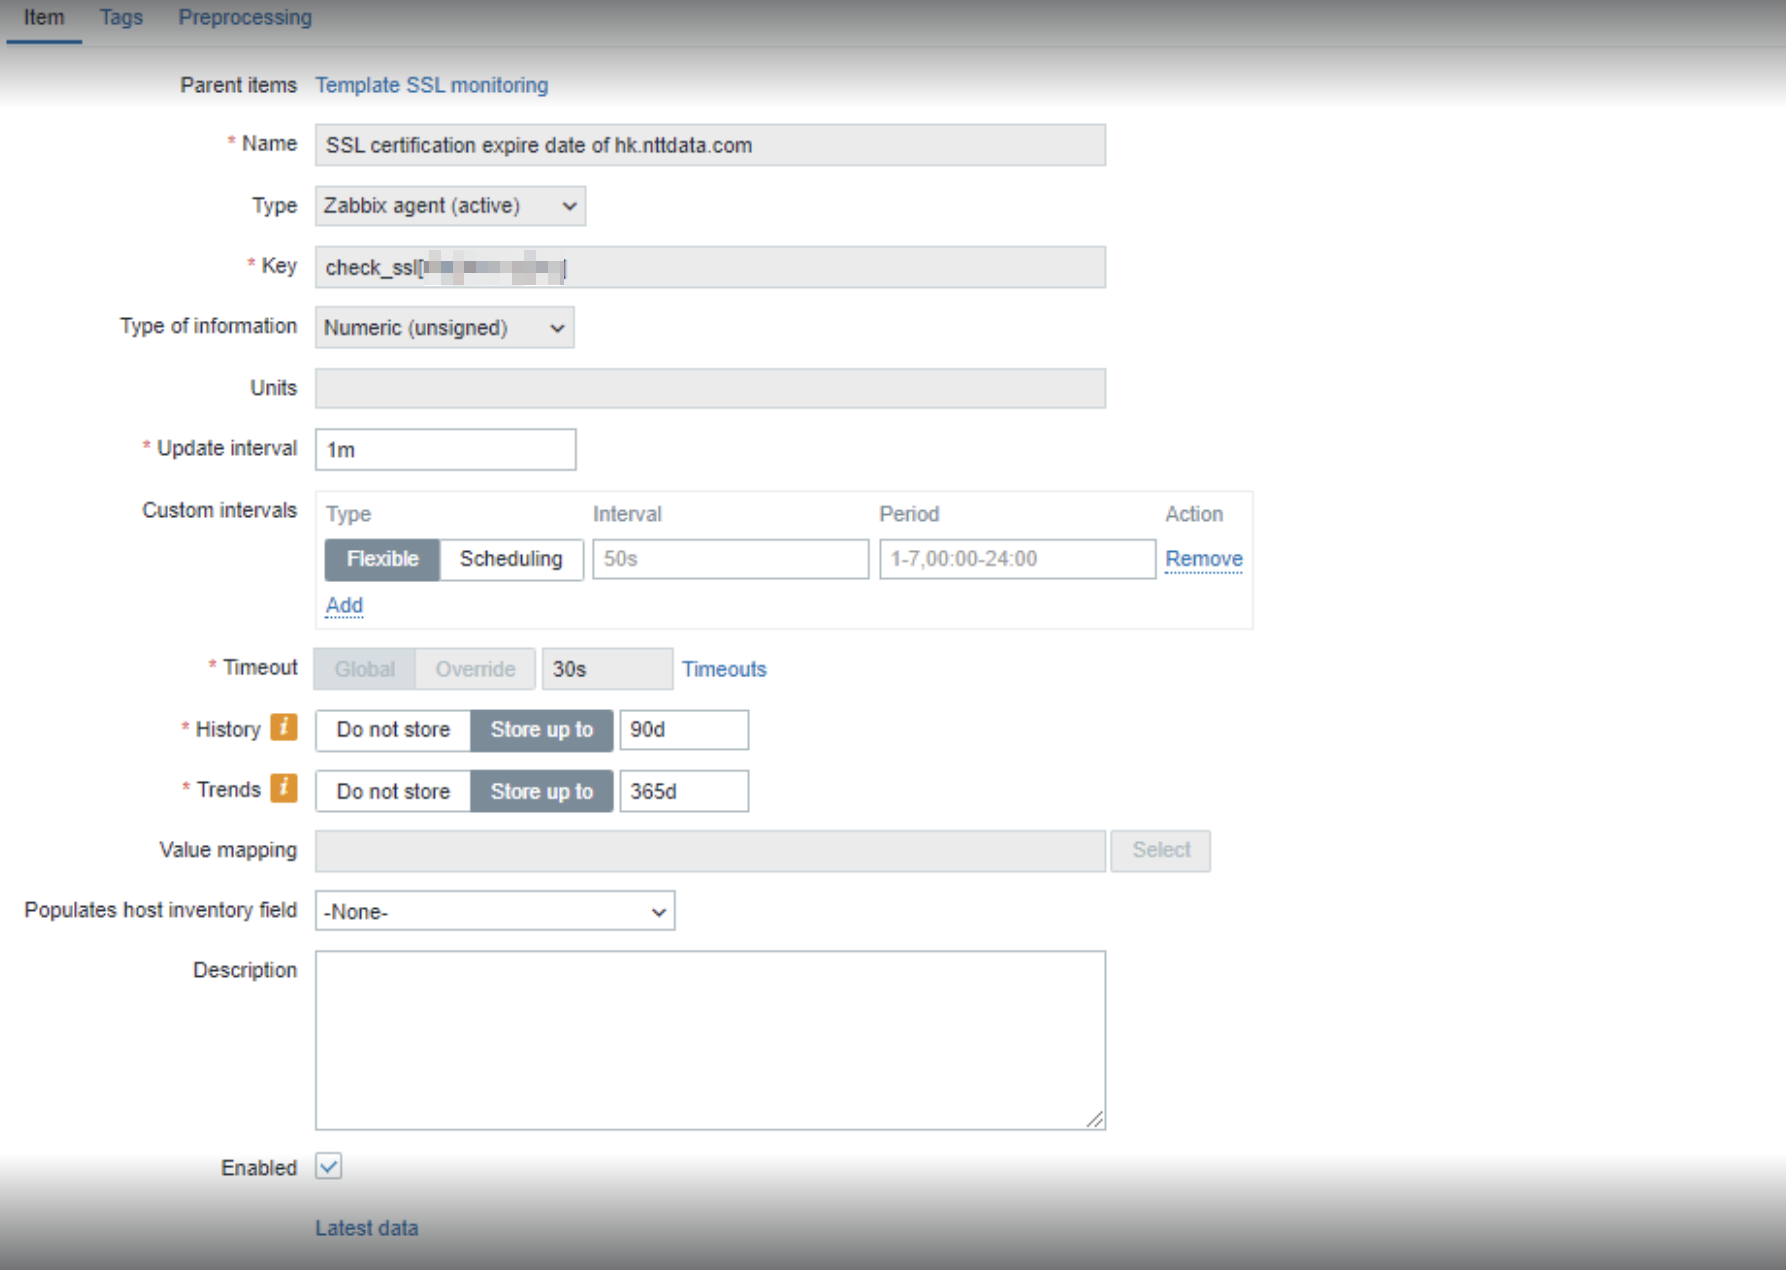 Item Tags Preprocessing
Parent items Template SSL monitoring
* Name SSL certification expire date of hk.nttdata.com
Type Zabbix agent (active)
* Key check_ssl[
Type of information Numeric (unsigned)
Units
* Update interval 1m
Custom intervals Type Interval Period Action
Flexible Scheduling 50s 1-7,00:00-24:00 Remove
Add
* Timeout Global Override 30s Timeouts
* History i Do not store Store up to 90d
* Trends i Do not store Store up to 365d
Value mapping Select
Populates host inventory field -None-
Description
Enabled
Latest data